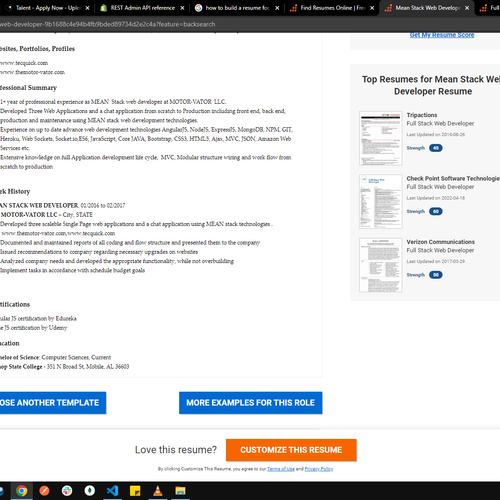 Talent - Apply Now - Uplers
REST Admin API reference
how to build a resume fo
Find Resumes Online | Fre
Mean Stack Web Develope
Full
web-developer-9b1688c4e94b4fb9bded89734d2e2c4a?feature=backsearch
Get My Resume Score
bsites, Portfolios, Profiles
www.tecquick.com
www.themotor-vator.com
ofessional Summary
1+ year of professional experience as MEAN Stack web developer at MOTOR-VATOR LLC.
Developed Three Web Applications and a chat application from scratch to Production including front end, back end,
production and maintenance using MEAN stack web development technologies.
Experience on up to date advance web development technologies AngularJS, NodeJS, ExpressJS, MongoDB, NPM, GIT,
Heroku, Web Sockets, Socket.io,ES6, JavaScript, Core JAVA, Bootstrap, CSS3, HTML5, Ajax, MVC, JSON, Amazon Web
Services etc.
Extensive knowledge on full Application development life cycle, MVC, Modular structure wiring and work flow from
scratch to production
rk History
AN STACK WEB DEVELOPER, 01/2016 to 02/2017
MOTOR-VATOR LLC – City, STATE
Developed three scalable Single Page web applications and a chat application using MEAN stack technologies .
www.themotor-vator.com,www.tecquick.com
Documented and maintained reports of all coding and flow structure and presented them to the company
Issued recommendations to company regarding necessary upgrades on websites
Analyzed company needs and developed the appropriate functionality, while not overbuilding
Implement tasks in accordance with schedule budget goals
tifications
ular JS certification by Edureka
e JS certification by Udemy
ucation
helor of Science: Computer Sciences, Current
hop State College - 351 N Broad St, Mobile, AL 36603
Top Resumes for Mean Stack Web
Developer Resume
Tripactions
Full Stack Web Developer
Last Updated on 2016-08-26
Strength 45
Check Point Software Technologie
Full Stack Web Developer
Last Updated on 2022-04-18
Strength 60
Verizon Communications
Full Stack Web Developer
Last Updated on 2017-03-29
Strength 50
OSE ANOTHER TEMPLATE
MORE EXAMPLES FOR THIS ROLE
Love this resume?
CUSTOMIZE THIS RESUME
By clicking Customize This Resume, you agree to our Terms of Use and Privacy Policy